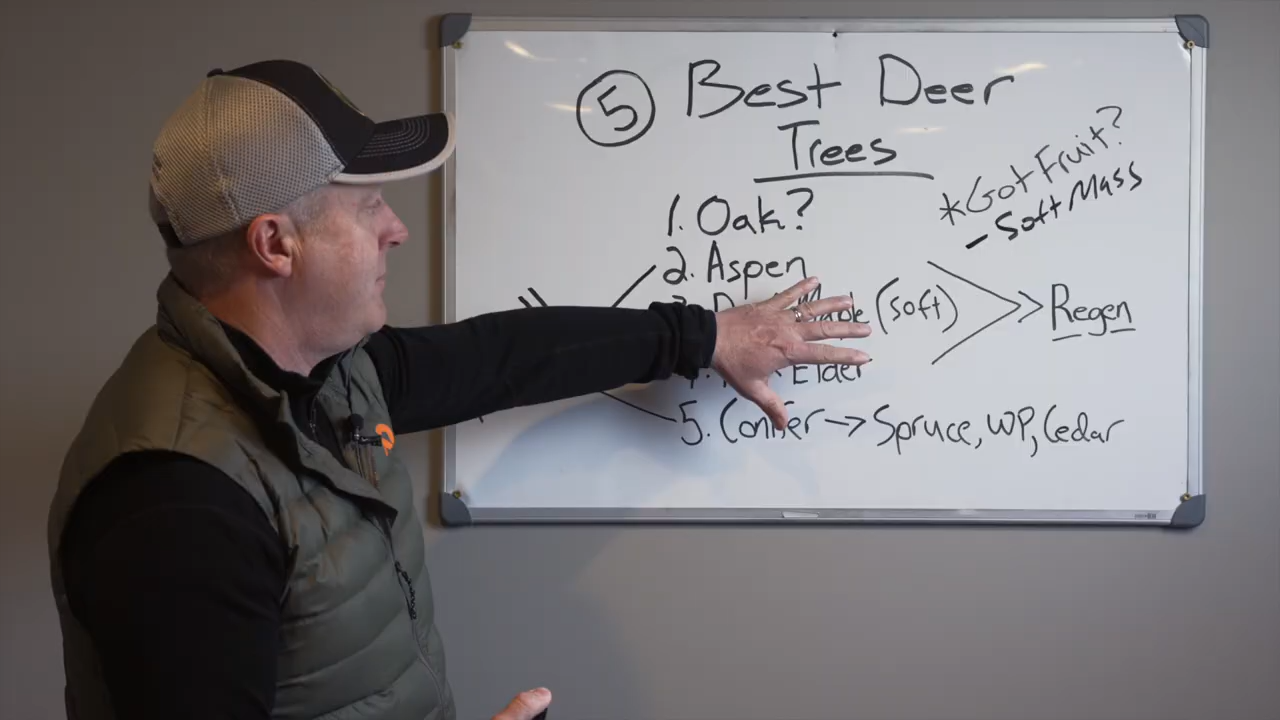 5 Best Deer
Trees
* Got Fruit?
- Soft Mass
1. Oak?
2. Aspen
(soft)
>> Regen
Elder
5. Conifer → Spruce, WP, Cedar